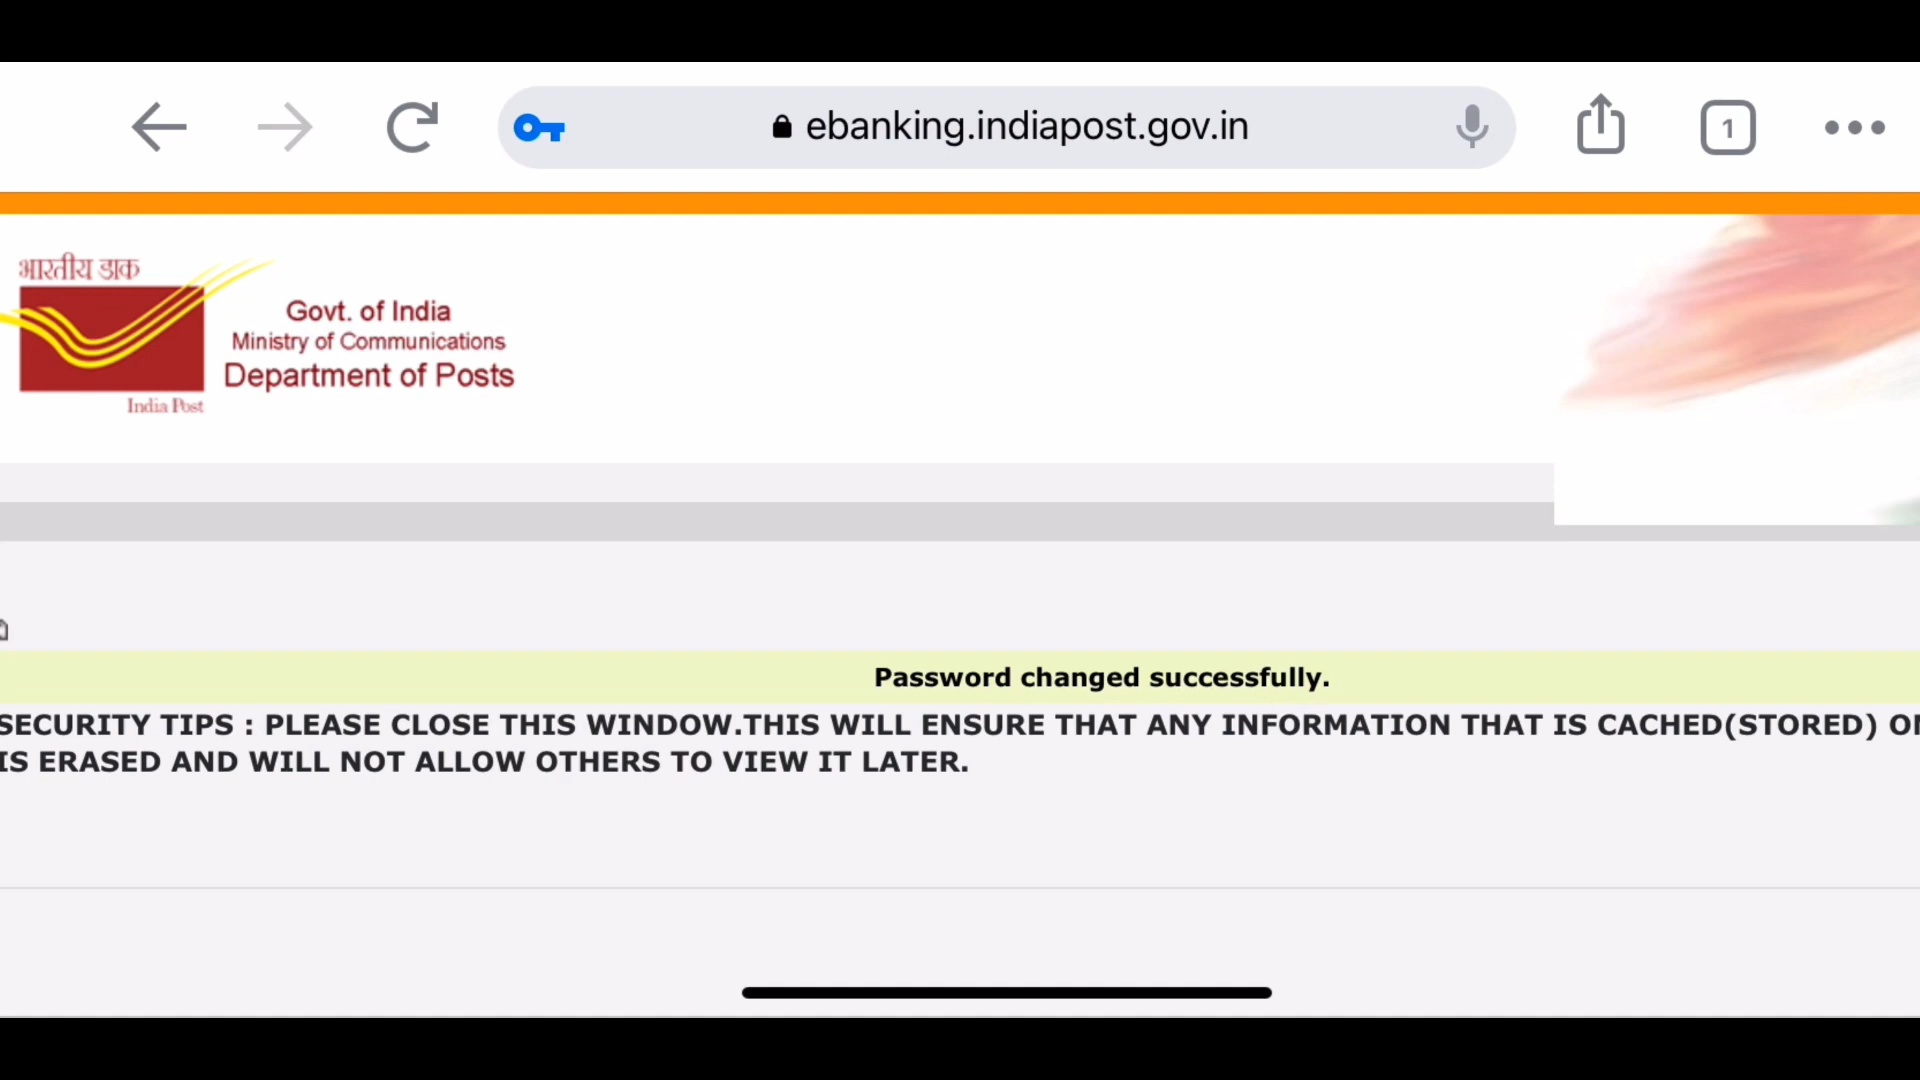 ebanking.indiapost.gov.in
1
भारतीय डाक
Govt. of India
Ministry of Communications
Department of Posts
India Post
Password changed successfully.
SECURITY TIPS : PLEASE CLOSE THIS WINDOW.THIS WILL ENSURE THAT ANY INFORMATION THAT IS CACHED(STORED) ON
IS ERASED AND WILL NOT ALLOW OTHERS TO VIEW IT LATER.